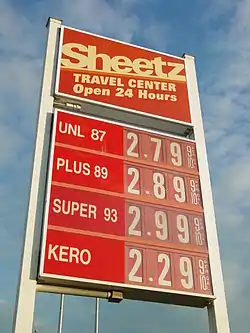 Sheetz
TRAVEL CENTER
Open 24 Hours
UNL 87 2.79 9/10
PLUS 89 2.89 9/10
SUPER 93 2.99 9/10
KERO 2.29 9/10